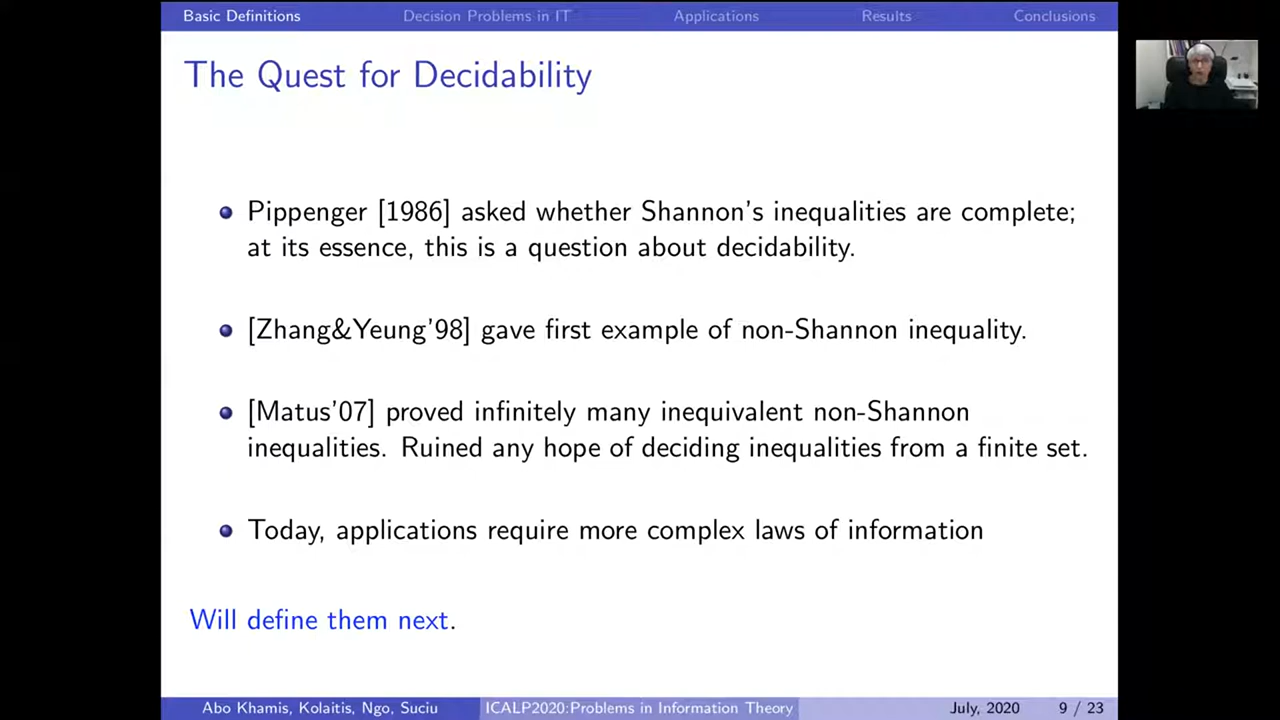 Basic Definitions Decision Problems in IT Applications Results Conclusions
The Quest for Decidability
Pippenger [1986] asked whether Shannon's inequalities are complete;
at its essence, this is a question about decidability.
[Zhang&Yeung'98] gave first example of non-Shannon inequality.
[Matus'07] proved infinitely many inequivalent non-Shannon
inequalities. Ruined any hope of deciding inequalities from a finite set.
Today, applications require more complex laws of information
Will define them next.
Abo Khamis, Kolaitis, Ngo, Suciu ICALP2020:Problems in Information Theory July, 2020 9 / 23